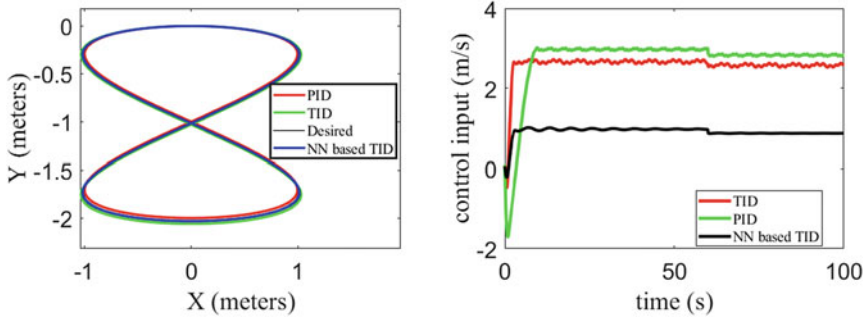 0
-0.5
-1
-1.5
-2
Y (meters)
-1
0
1
X (meters)
PID
TID
Desired
NN based TID
4
2
0
-2
control input (m/s)
0
50
100
time (s)
TID
PID
NN based TID